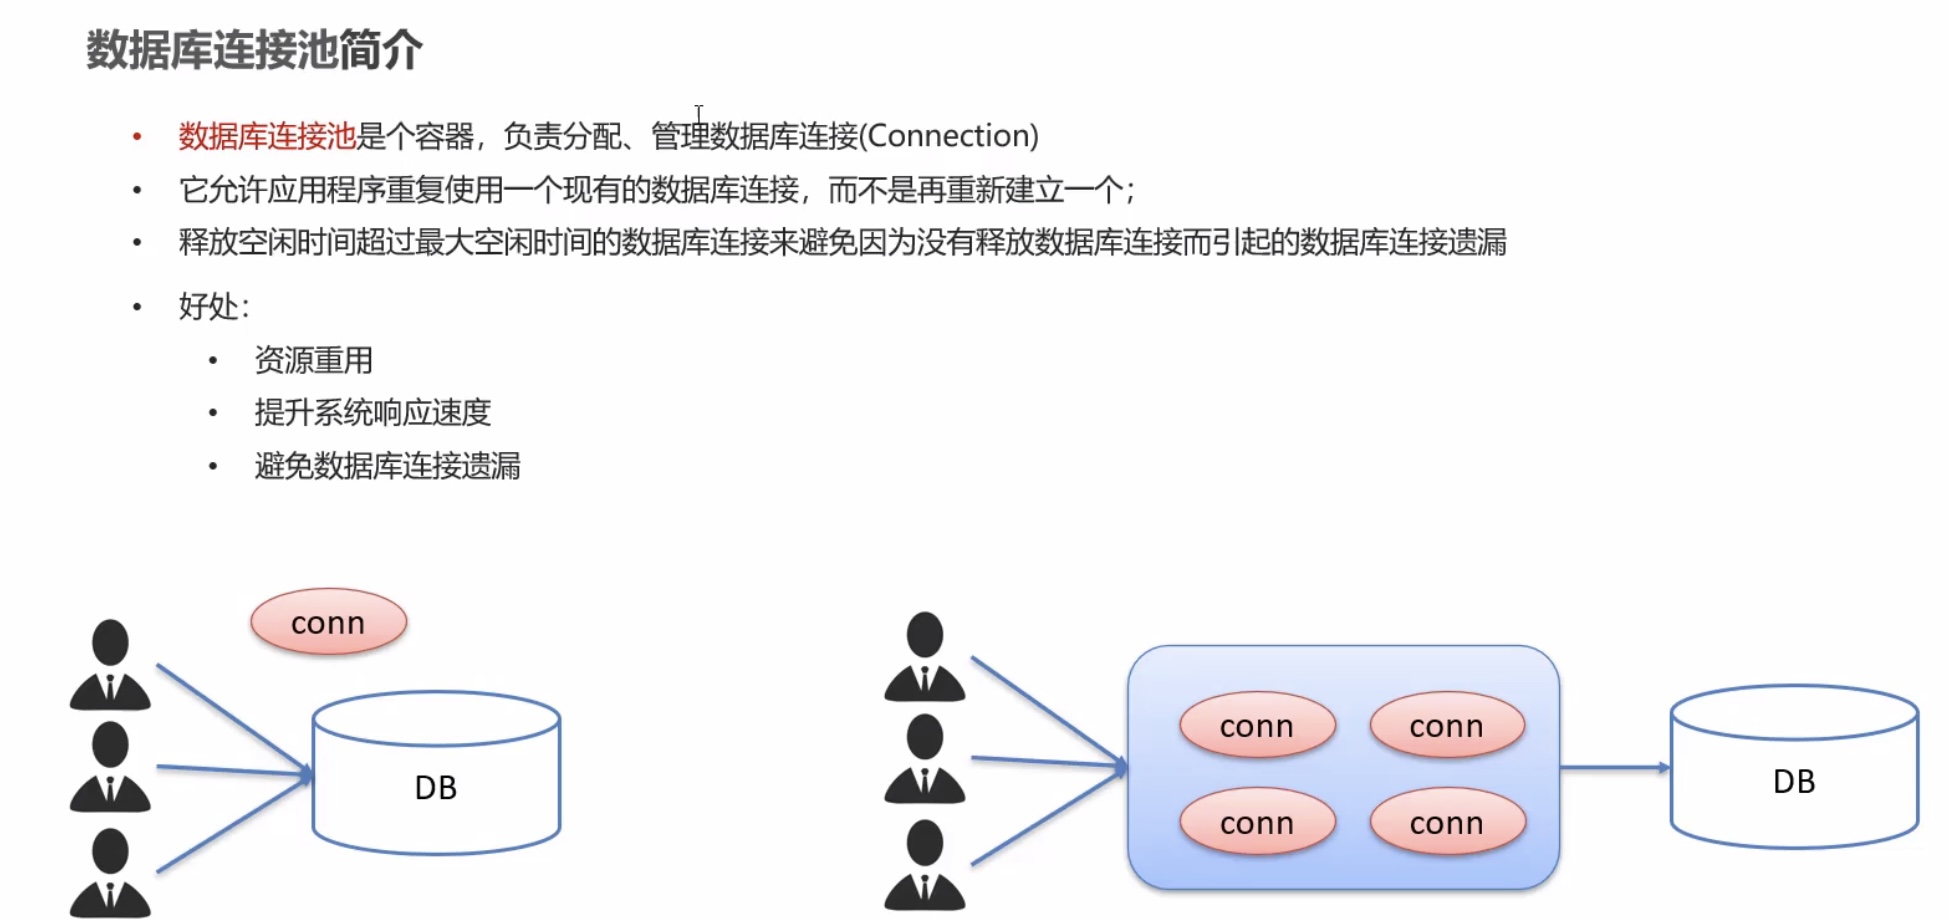 数据库连接池简介
数据库连接池是个容器，负责分配、管理数据库连接(Connection)
它允许应用程序重复使用一个现有的数据库连接，而不是再重新建立一个；
释放空闲时间超过最大空闲时间的数据库连接来避免因为没有释放数据库连接而引起的数据库连接遗漏
好处：
资源重用
提升系统响应速度
避免数据库连接遗漏
conn
DB
conn
conn
conn
conn
DB